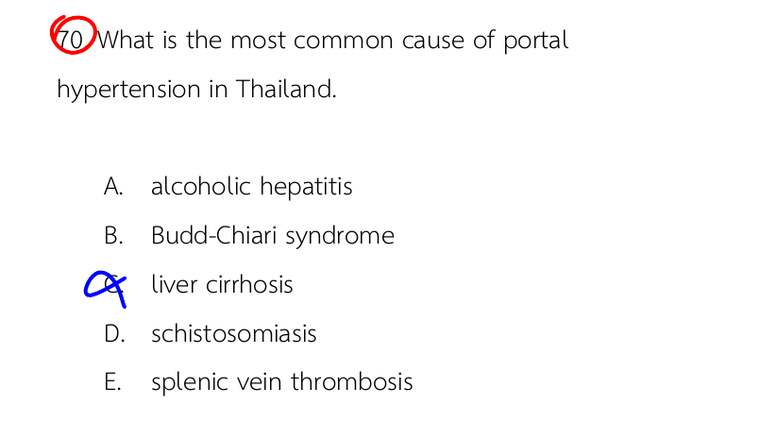 70 What is the most common cause of portal
hypertension in Thailand.
A. alcoholic hepatitis
B. Budd-Chiari syndrome
C. liver cirrhosis
D. schistosomiasis
E. splenic vein thrombosis